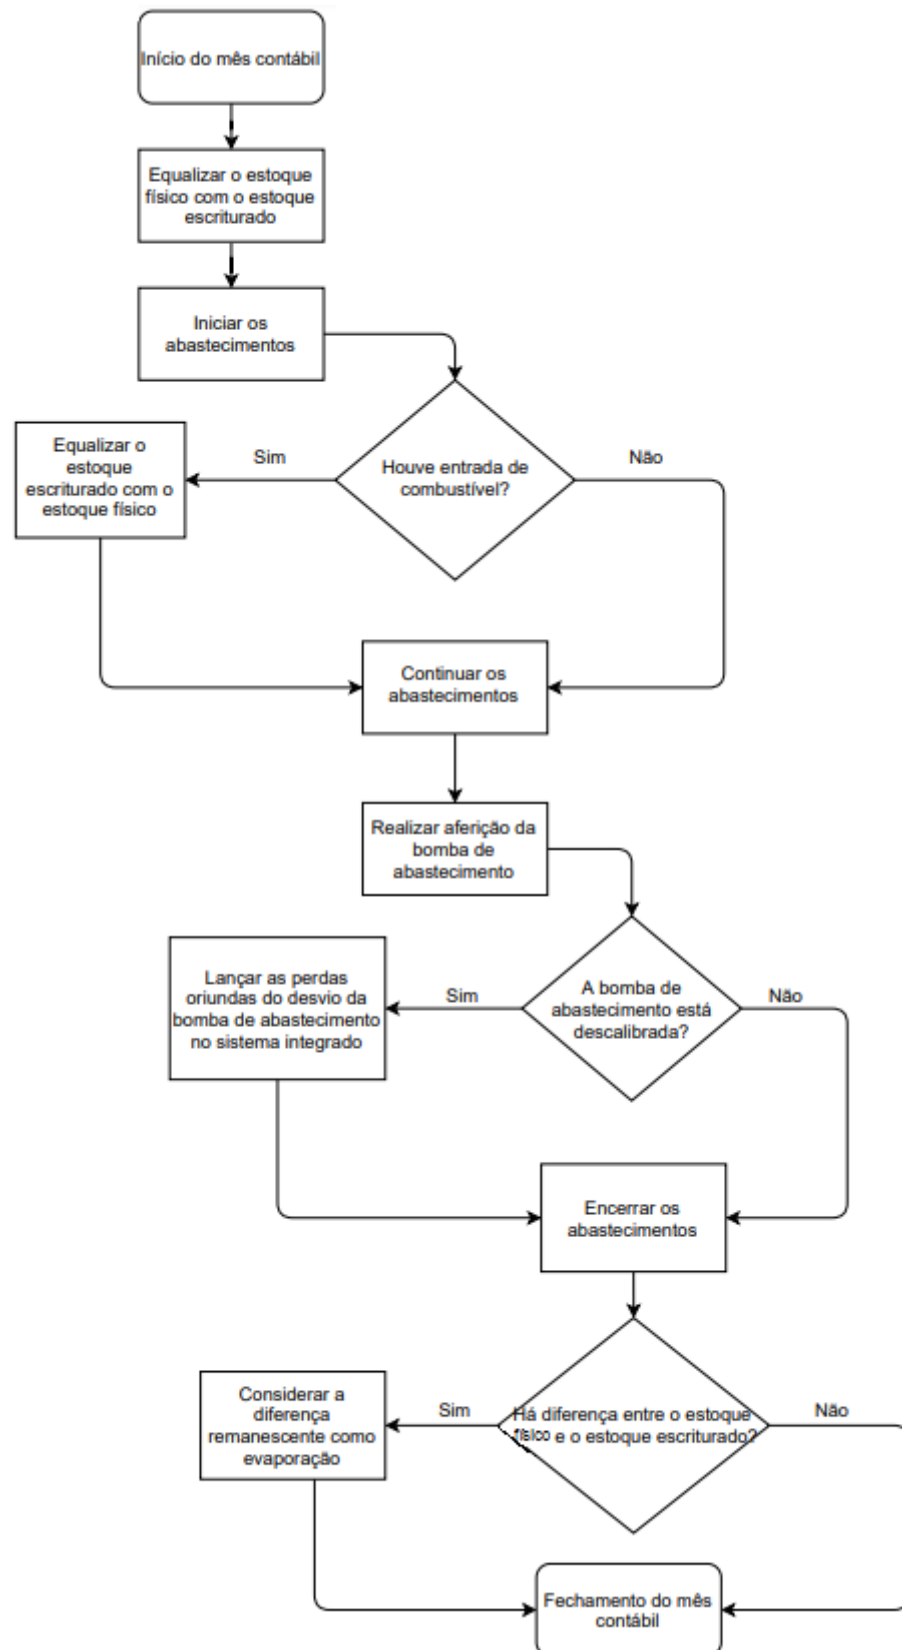 Início do mês contábil
Equalizar o estoque
físico com o estoque
escriturado
Iniciar os
abastecimentos
Houve entrada de
combustível?
Sim
Não
Equalizar o
estoque
escriturado com o
estoque físico
Continuar os
abastecimentos
Realizar aferição da
bomba de
abastecimento
A bomba de
abastecimento está
descalibrada?
Sim
Não
Lançar as perdas
oriundas do desvio da
bomba de abastecimento
no sistema integrado
Encerrar os
abastecimentos
Há diferença entre o estoque
físico e o estoque escriturado?
Sim
Não
Considerar a
diferença
remanescente como
evaporação
Fechamento do mês
contábil